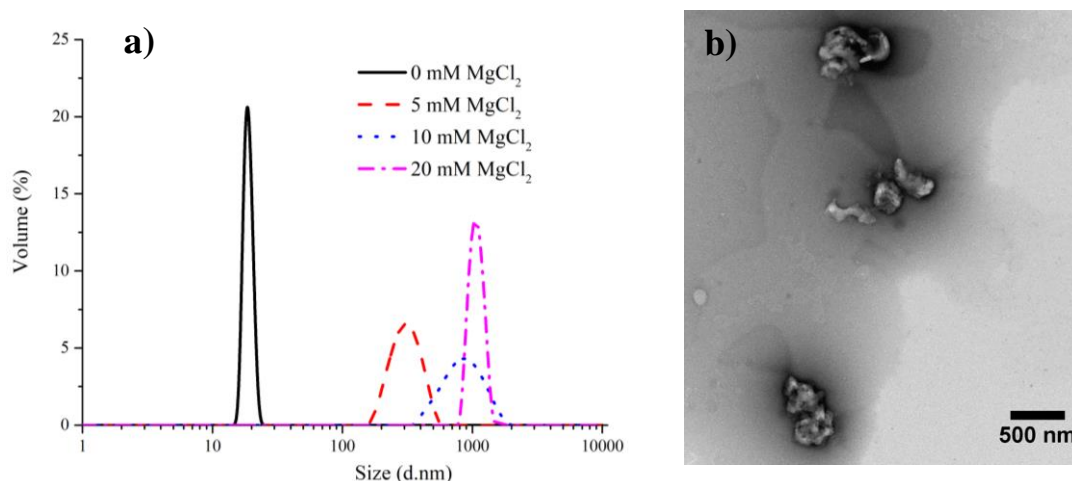 a)
25
20
15
10
5
0
Volume (%)
0 mM MgCl₂
5 mM MgCl₂
10 mM MgCl₂
20 mM MgCl₂
1 10 100 1000 10000
Size (d.nm)
b)
500 nm